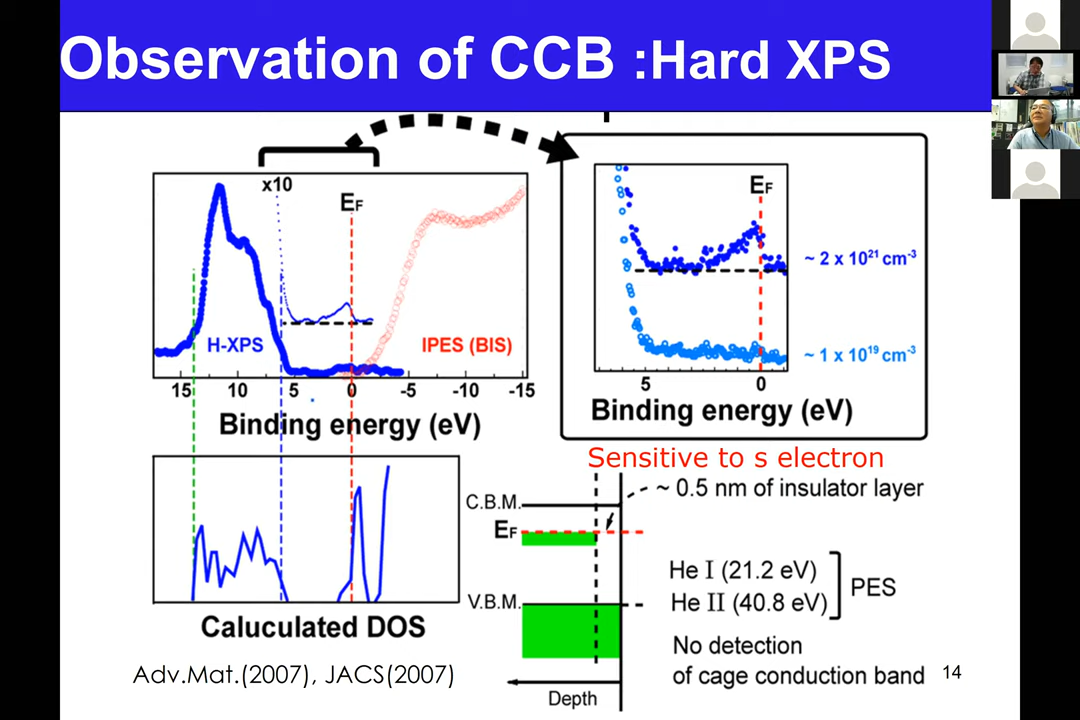 Observation of CCB :Hard XPS
x10
EF
H-XPS
IPES (BIS)
15 10 5 0 -5 -10 -15
Binding energy (eV)
EF
~ 2 x 10²¹ cm⁻³
~ 1 x 10¹⁹ cm⁻³
5 0
Binding energy (eV)
Caluculated DOS
Sensitive to s electron
~ 0.5 nm of insulator layer
C.B.M.
EF
V.B.M.
Depth
He I (21.2 eV)
He II (40.8 eV)
PES
No detection
of cage conduction band
Adv.Mat.(2007), JACS(2007)
14